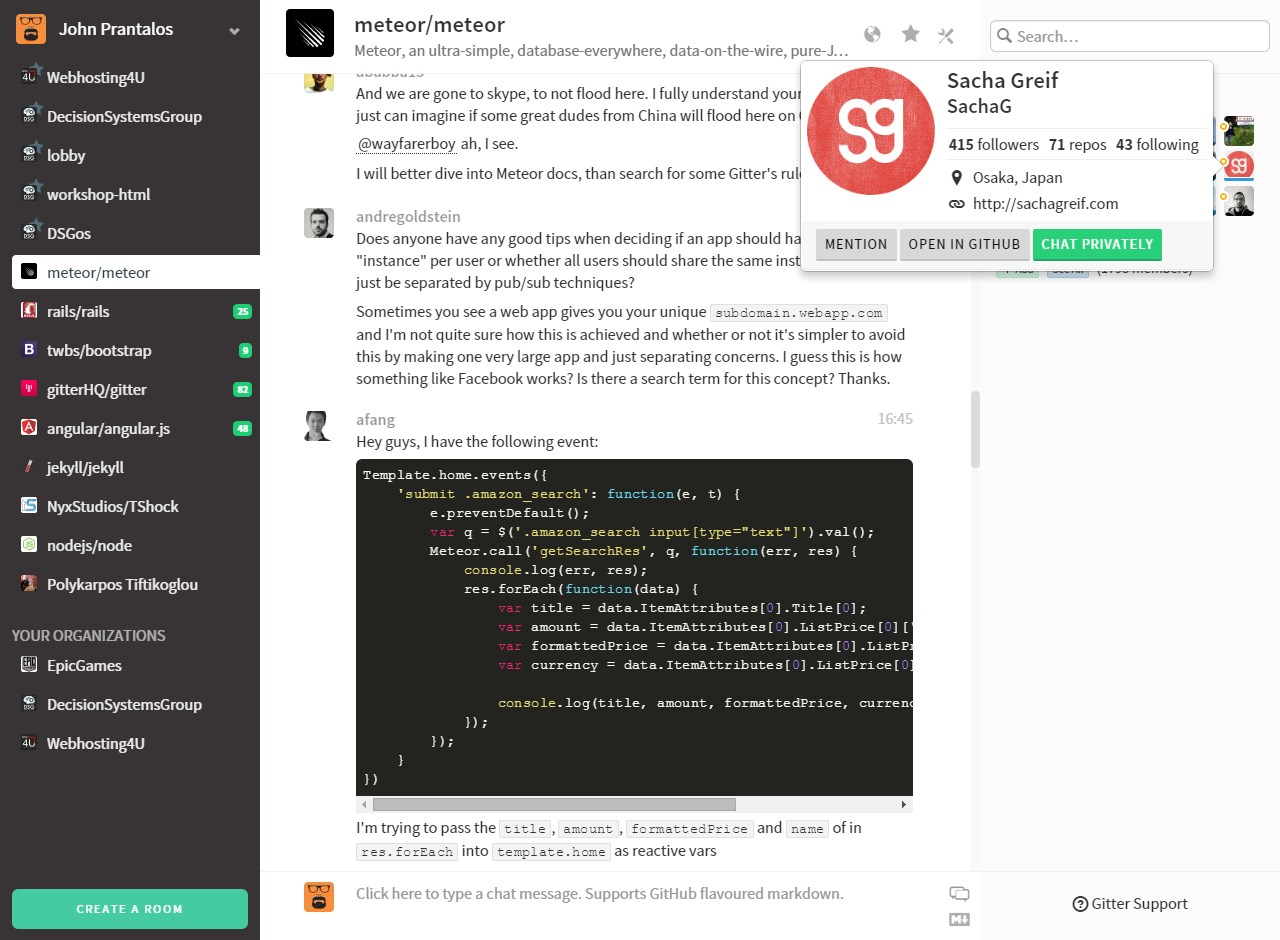 John Prantalos
Webhosting4U
DecisionSystemsGroup
lobby
workshop-html
DSGos
meteor/meteor
rails/rails 25
twbs/bootstrap 9
gitterHQ/gitter 82
angular/angular.js 48
jekyll/jekyll
NyxStudios/TShock
nodejs/node
Polykarpos Tiftikoglou
YOUR ORGANIZATIONS
EpicGames
DecisionSystemsGroup
Webhosting4U
CREATE A ROOM
meteor/meteor
Meteor, an ultra-simple, database-everywhere, data-on-the-wire, pure-J…
And we are gone to skype, to not flood here. I fully understand your
just can imagine if some great dudes from China will flood here on
@wayfarerboy ah, I see.
I will better dive into Meteor docs, than search for some Gitter's rul
andregoldstein
Does anyone have any good tips when deciding if an app should ha
"instance" per user or whether all users should share the same inst
just be separated by pub/sub techniques?
Sometimes you see a web app gives you your unique subdomain.webapp.com
and I'm not quite sure how this is achieved and whether or not it's simpler to avoid
this by making one very large app and just separating concerns. I guess this is how
something like Facebook works? Is there a search term for this concept? Thanks.
afang 16:45
Hey guys, I have the following event:
Template.home.events({
    'submit .amazon_search': function(e, t) {
        e.preventDefault();
        var q = $('.amazon_search input[type="text"]').val();
        Meteor.call('getSearchRes', q, function(err, res) {
            console.log(err, res);
            res.forEach(function(data) {
                var title = data.ItemAttributes[0].Title[0];
                var amount = data.ItemAttributes[0].ListPrice[0]['
                var formattedPrice = data.ItemAttributes[0].ListPr
                var currency = data.ItemAttributes[0].ListPrice[0]
                console.log(title, amount, formattedPrice, currenc
            });
        });
    }
})
I'm trying to pass the title, amount, formattedPrice and name of in
res.forEach into template.home as reactive vars
Click here to type a chat message. Supports GitHub flavoured markdown.
Search…
sg
Sacha Greif
SachaG
415 followers 71 repos 43 following
Osaka, Japan
http://sachagreif.com
MENTION OPEN IN GITHUB CHAT PRIVATELY
Gitter Support